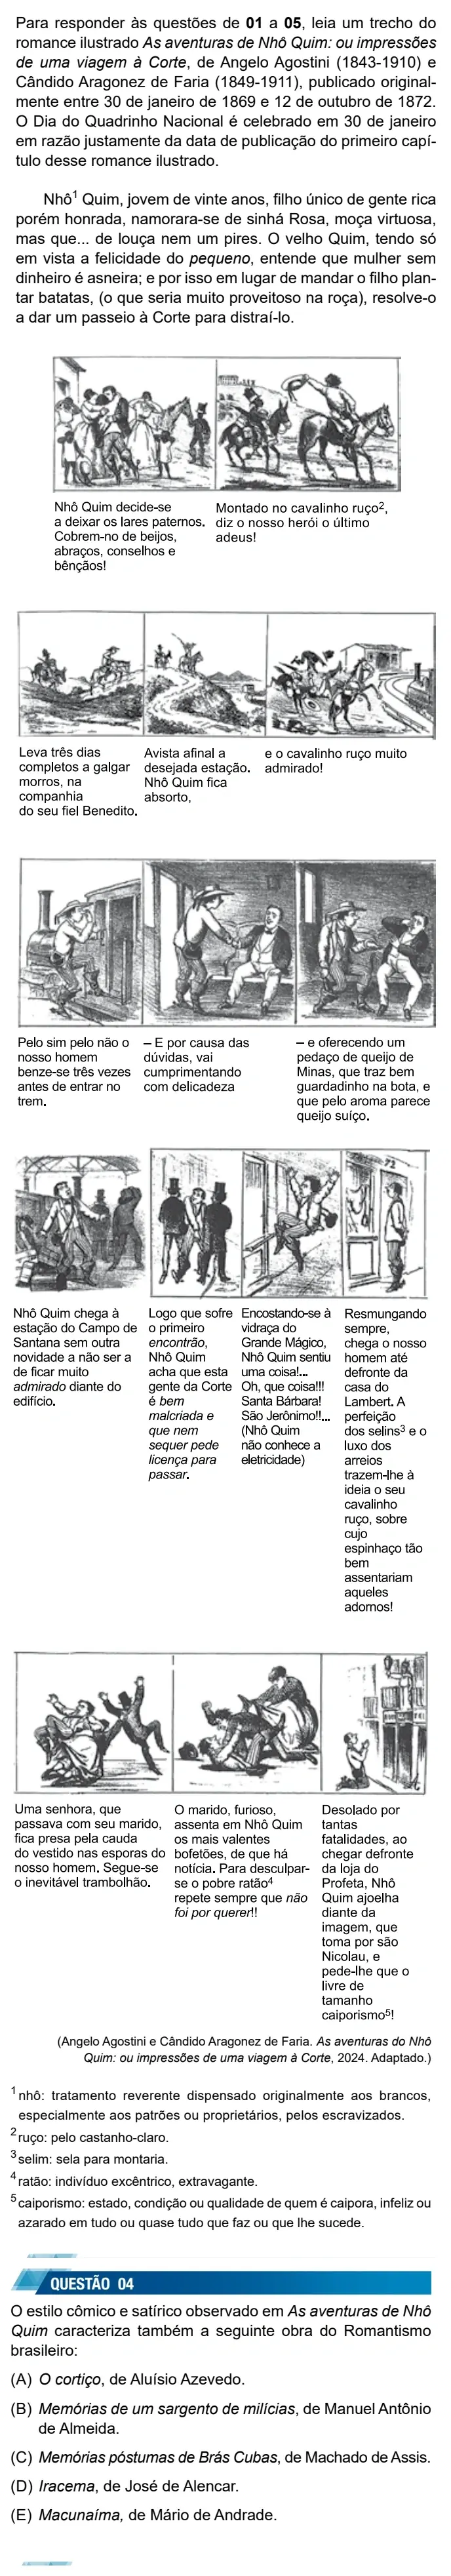 Para responder às questões de 01 a 05, leia um trecho do
romance ilustrado As aventuras de Nhô Quim: ou impressões
de uma viagem à Corte, de Angelo Agostini (1843-1910) e
Cândido Aragonez de Faria (1849-1911), publicado original-
mente entre 30 de janeiro de 1869 e 12 de outubro de 1872.
O Dia do Quadrinho Nacional é celebrado em 30 de janeiro
em razão justamente da data de publicação do primeiro capí-
tulo desse romance ilustrado.
Nhô¹ Quim, jovem de vinte anos, filho único de gente rica
porém honrada, namorara-se de sinhá Rosa, moça virtuosa,
mas que... de louça nem um pires. O velho Quim, tendo só
em vista a felicidade do pequeno, entende que mulher sem
dinheiro é asneira; e por isso em lugar de mandar o filho plan-
tar batatas, (o que seria muito proveitoso na roça), resolve-o
a dar um passeio à Corte para distraí-lo.
Nhô Quim decide-se
a deixar os lares paternos.
Cobrem-no de beijos,
abraços, conselhos e
bênçãos!
Montado no cavalinho ruço²,
diz o nosso herói o último
adeus!
Leva três dias
completos a galgar
morros, na
companhia
do seu fiel Benedito.
Avista afinal a
desejada estação.
Nhô Quim fica
absorto,
e o cavalinho ruço muito
admirado!
Pelo sim pelo não o
nosso homem
benze-se três vezes
antes de entrar no
trem.
– E por causa das
dúvidas, vai
cumprimentando
com delicadeza
– e oferecendo um
pedaço de queijo de
Minas, que traz bem
guardadinho na bota, e
que pelo aroma parece
queijo suíço.
72
Nhô Quim chega à
estação do Campo de
Santana sem outra
novidade a não ser a
de ficar muito
admirado diante do
edifício.
Logo que sofre
o primeiro
encontrão,
Nhô Quim
acha que esta
gente da Corte
é bem
malcriada e
que nem
sequer pede
licença para
passar.
Encostando-se à
vidraça do
Grande Mágico,
Nhô Quim sentiu
uma coisa!...
Oh, que coisa!!!
Santa Bárbara!
São Jerônimo!!...
(Nhô Quim
não conhece a
eletricidade)
Resmungando
sempre,
chega o nosso
homem até
defronte da
casa do
Lambert. A
perfeição
dos selins³ e o
luxo dos
arreios
trazem-lhe à
ideia o seu
cavalinho
ruço, sobre
cujo
espinhaço tão
bem
assentariam
aqueles
adornos!
Uma senhora, que
passava com seu marido,
fica presa pela cauda
do vestido nas esporas do
nosso homem. Segue-se
o inevitável trambolhão.
O marido, furioso,
assenta em Nhô Quim
os mais valentes
bofetões, de que há
notícia. Para desculpar-
se o pobre ratão⁴
repete sempre que não
foi por querer!!
Desolado por
tantas
fatalidades, ao
chegar defronte
da loja do
Profeta, Nhô
Quim ajoelha
diante da
imagem, que
toma por são
Nicolau, e
pede-lhe que o
livre de
tamanho
caiporismo⁵!
(Angelo Agostini e Cândido Aragonez de Faria. As aventuras do Nhô
Quim: ou impressões de uma viagem à Corte, 2024. Adaptado.)
¹ nhô: tratamento reverente dispensado originalmente aos brancos,
especialmente aos patrões ou proprietários, pelos escravizados.
² ruço: pelo castanho-claro.
³ selim: sela para montaria.
⁴ ratão: indivíduo excêntrico, extravagante.
⁵ caiporismo: estado, condição ou qualidade de quem é caipora, infeliz ou
azarado em tudo ou quase tudo que faz ou que lhe sucede.
QUESTÃO 04
O estilo cômico e satírico observado em As aventuras de Nhô
Quim caracteriza também a seguinte obra do Romantismo
brasileiro:
(A) O cortiço, de Aluísio Azevedo.
(B) Memórias de um sargento de milícias, de Manuel Antônio
de Almeida.
(C) Memórias póstumas de Brás Cubas, de Machado de Assis.
(D) Iracema, de José de Alencar.
(E) Macunaíma, de Mário de Andrade.